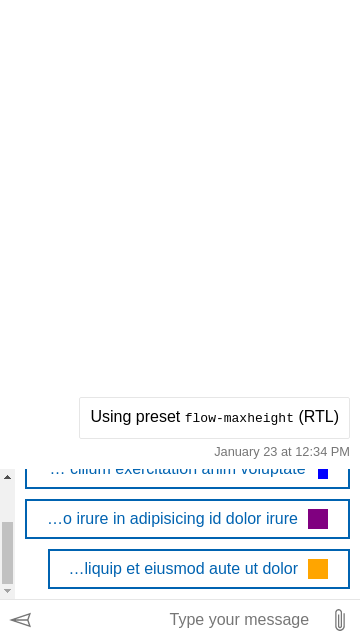 Using preset flow-maxheight (RTL)
January 23 at 12:34 PM
… cillum exercitation anim voluptate
…o irure in adipisicing id dolor irure
…liquip et eiusmod aute ut dolor
Type your message